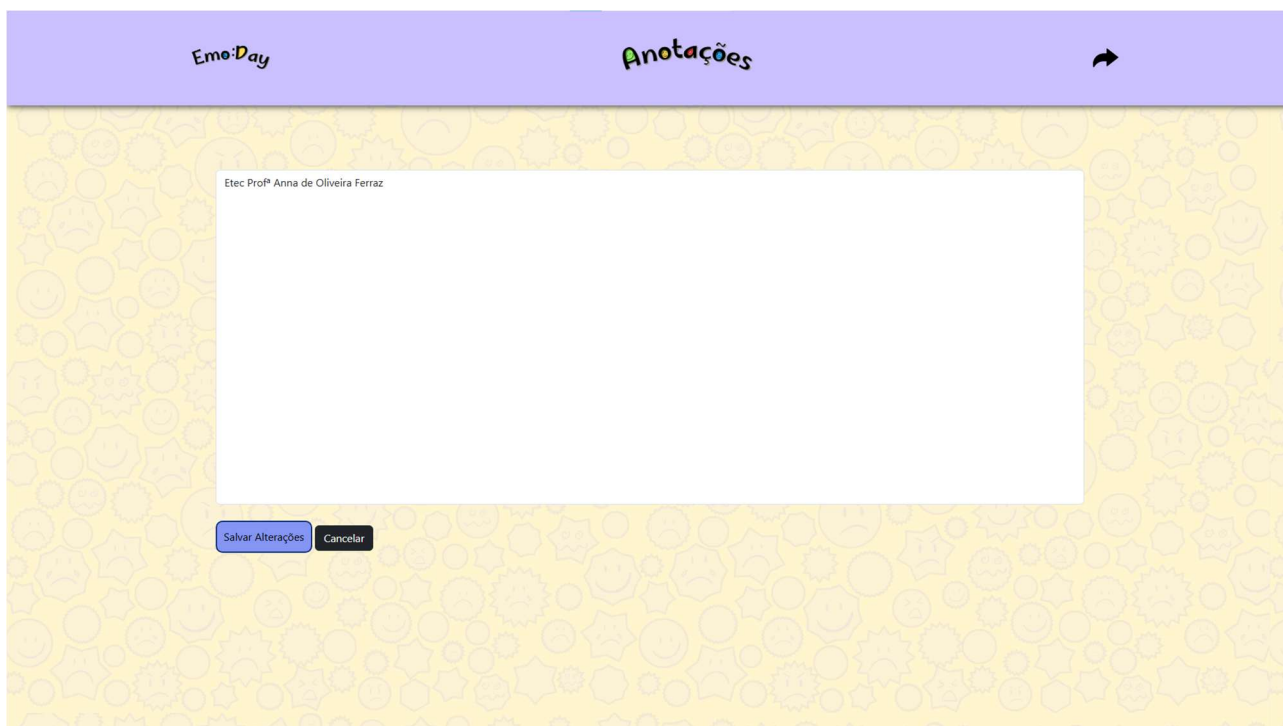 Emo:Day
Anotações
Etec Profª Anna de Oliveira Ferraz
Salvar Alterações
Cancelar